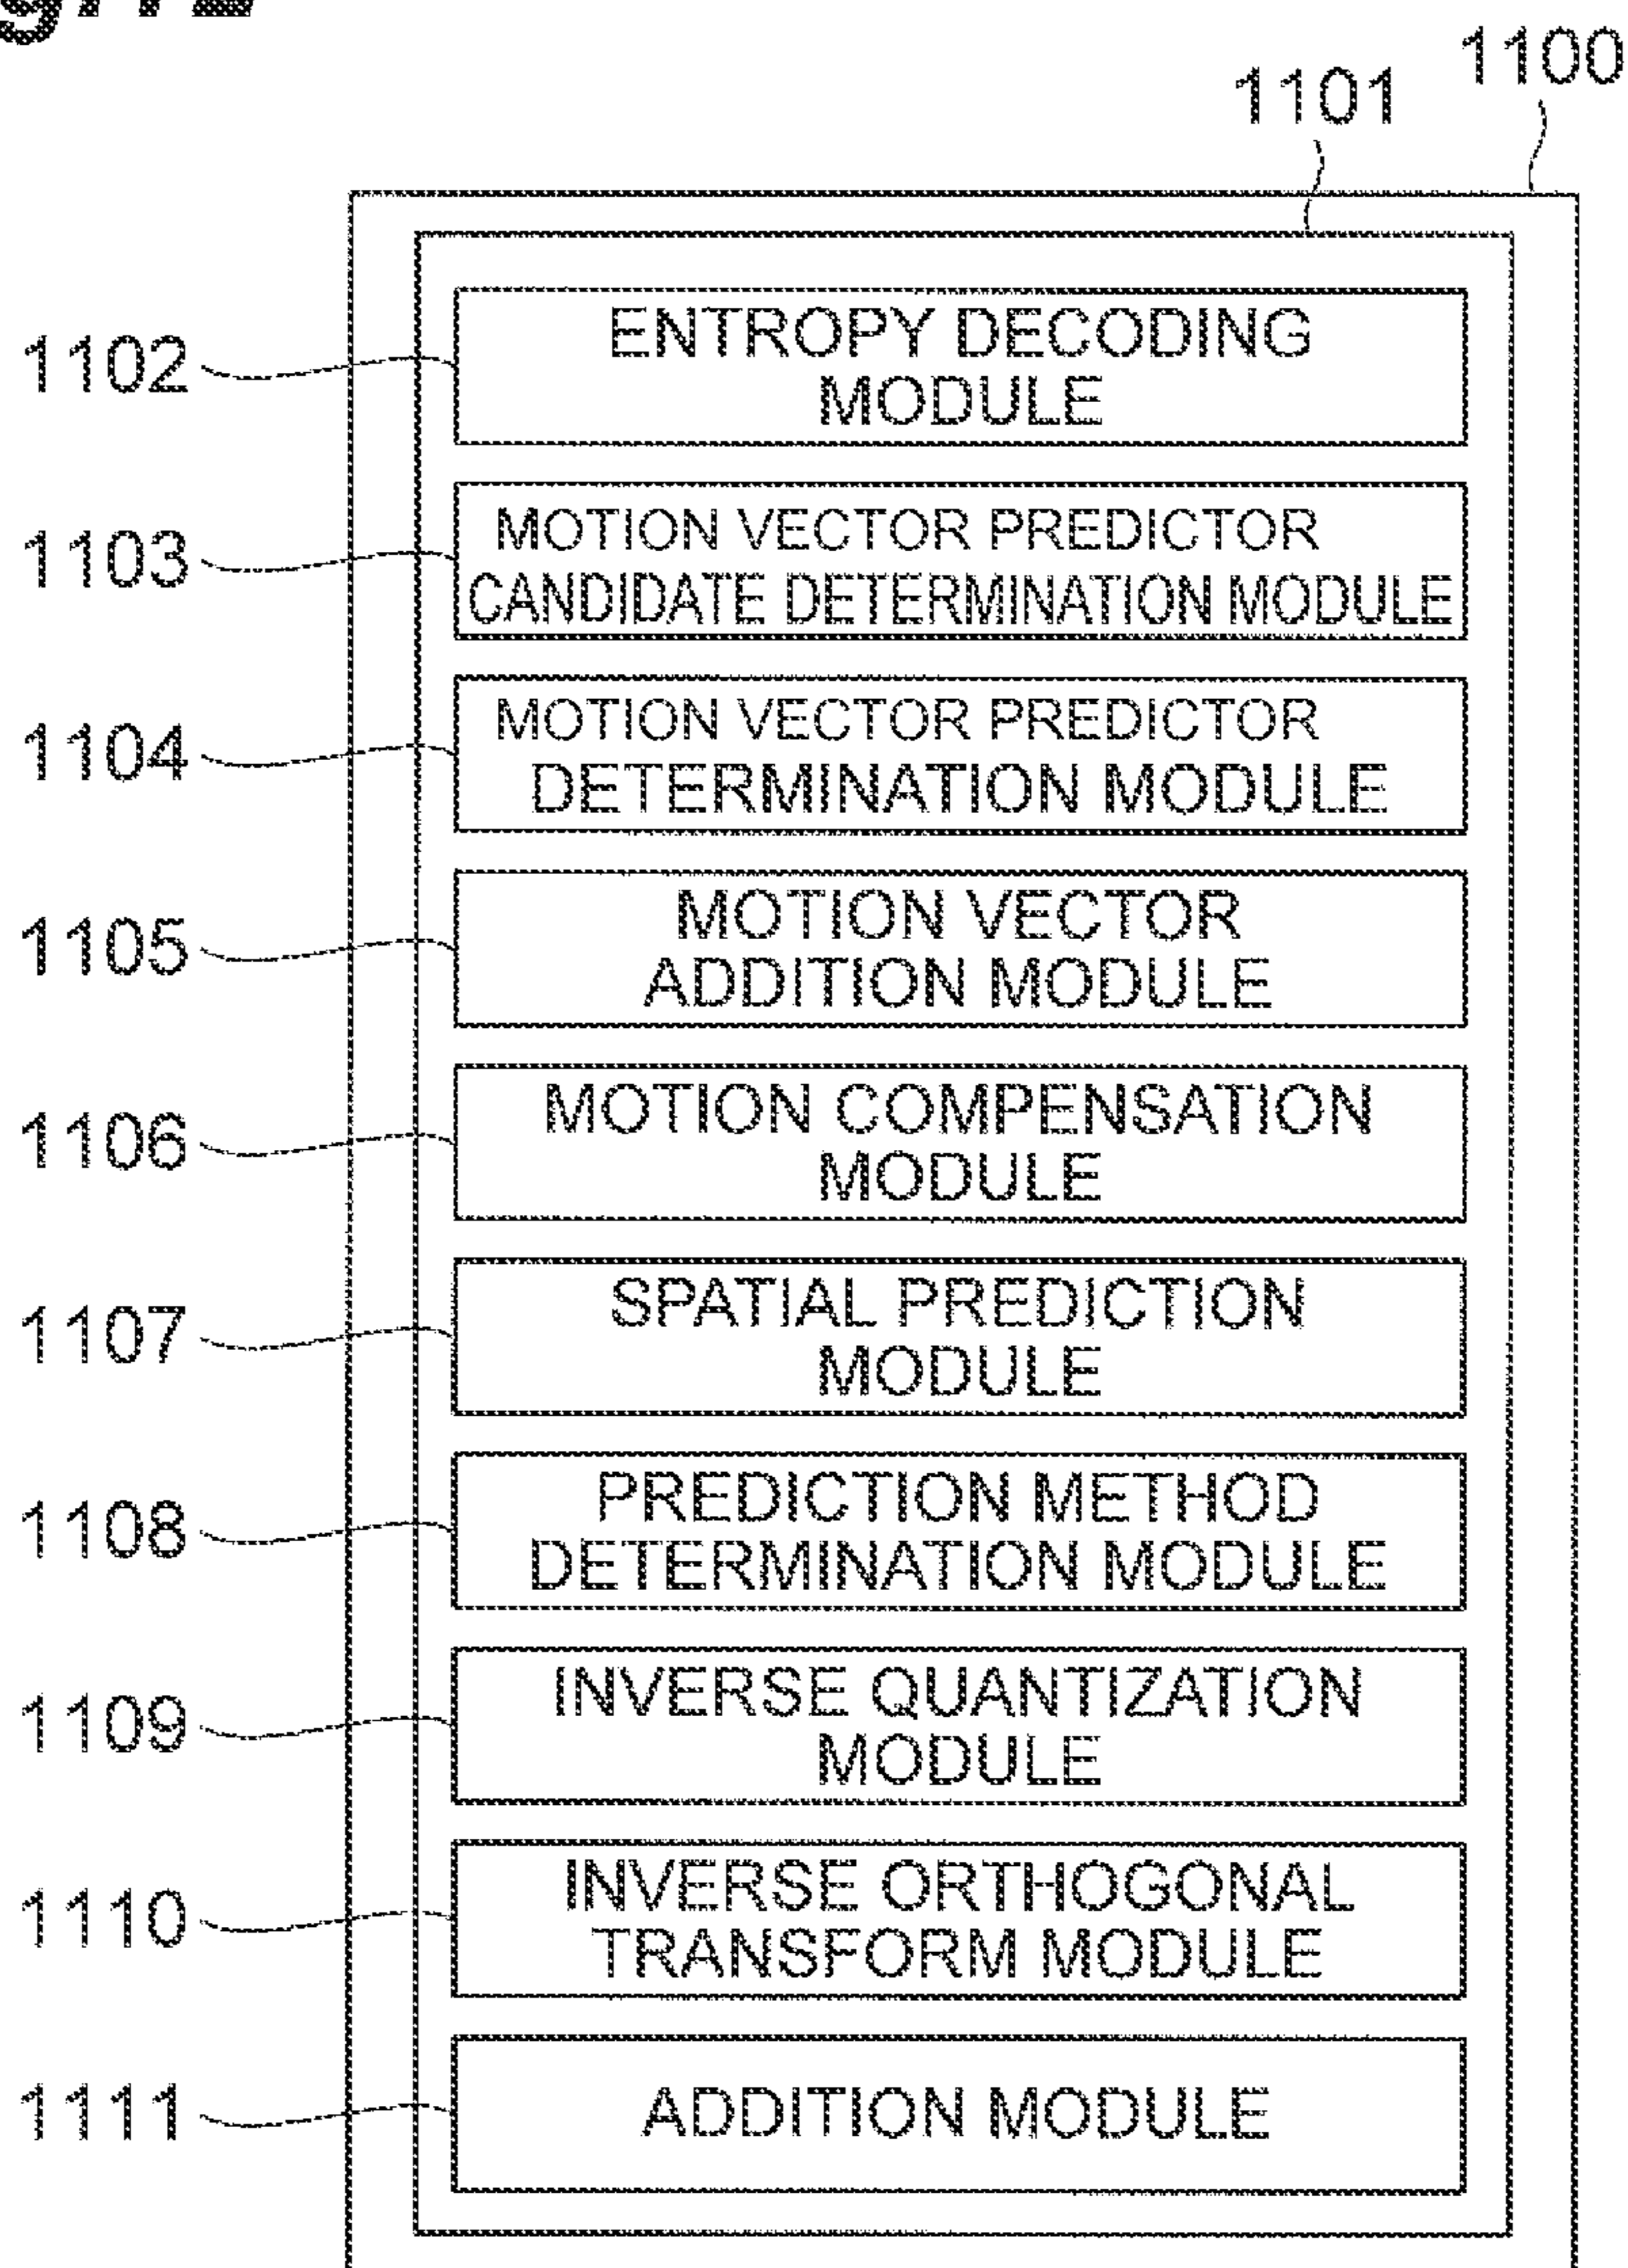 1100
1101
1102
ENTROPY DECODING
MODULE
1103
MOTION VECTOR PREDICTOR
CANDIDATE DETERMINATION MODULE
1104
MOTION VECTOR PREDICTOR
DETERMINATION MODULE
1105
MOTION VECTOR
ADDITION MODULE
1106
MOTION COMPENSATION
MODULE
1107
SPATIAL PREDICTION
MODULE
1108
PREDICTION METHOD
DETERMINATION MODULE
1109
INVERSE QUANTIZATION
MODULE
1110
INVERSE ORTHOGONAL
TRANSFORM MODULE
1111
ADDITION MODULE